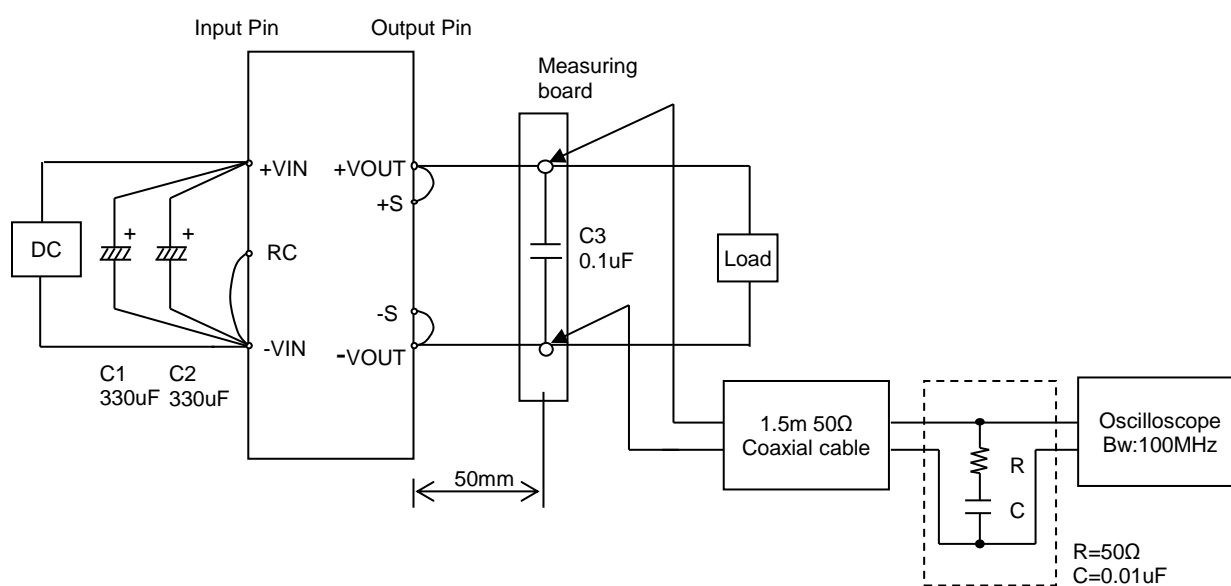 Input Pin
Output Pin
Measuring
board
+VIN
+VOUT
+S
DC
+
+
RC
C3
0.1uF
Load
-S
-VIN
-VOUT
C1
330uF
C2
330uF
50mm
1.5m 50Ω
Coaxial cable
R
C
Oscilloscope
Bw:100MHz
R=50Ω
C=0.01uF